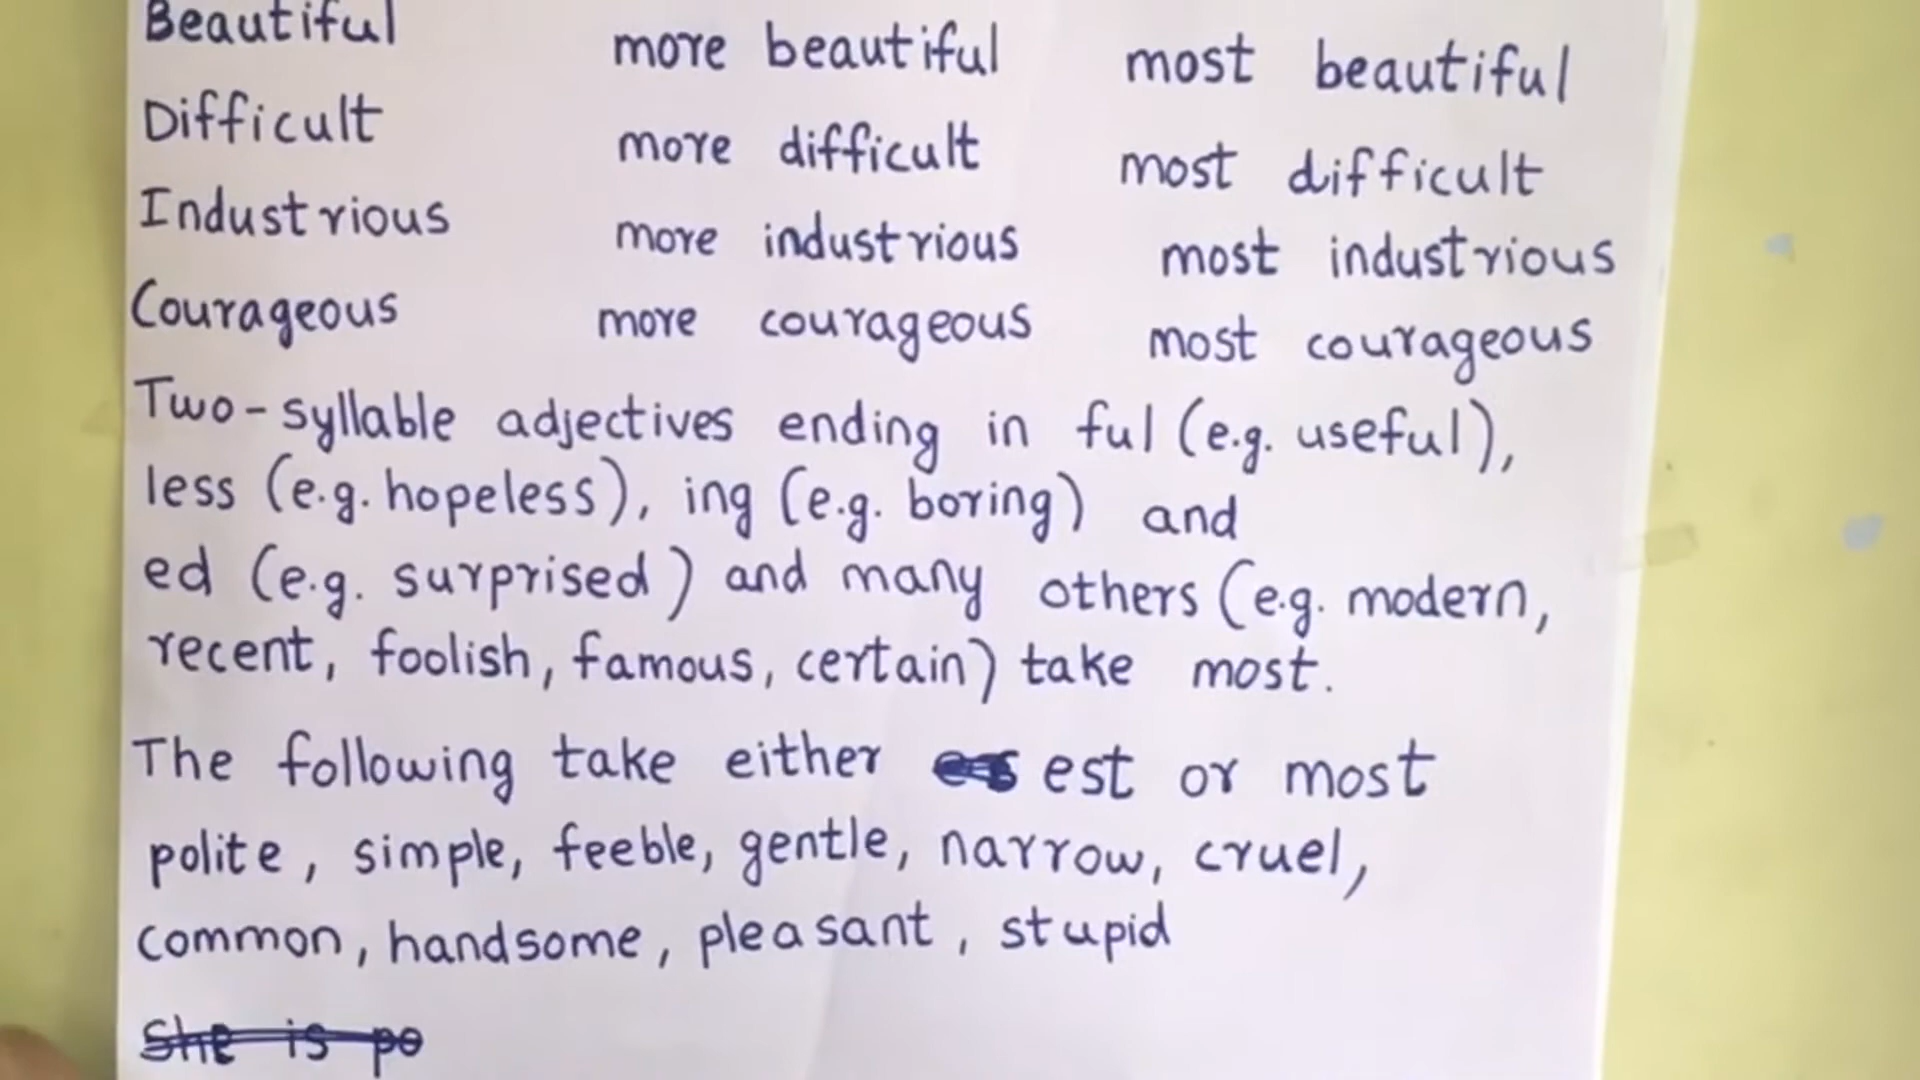 Beautiful more beautiful most beautiful
Difficult more difficult most difficult
Industrious more industrious most industrious
Courageous more courageous most courageous
Two-syllable adjectives ending in ful (e.g. useful),
less (e.g. hopeless), ing (e.g. boring) and
ed (e.g. surprised) and many others (e.g. modern,
recent, foolish, famous, certain) take most.
The following take either est or most
polite, simple, feeble, gentle, narrow, cruel,
common, handsome, pleasant, stupid
She is po